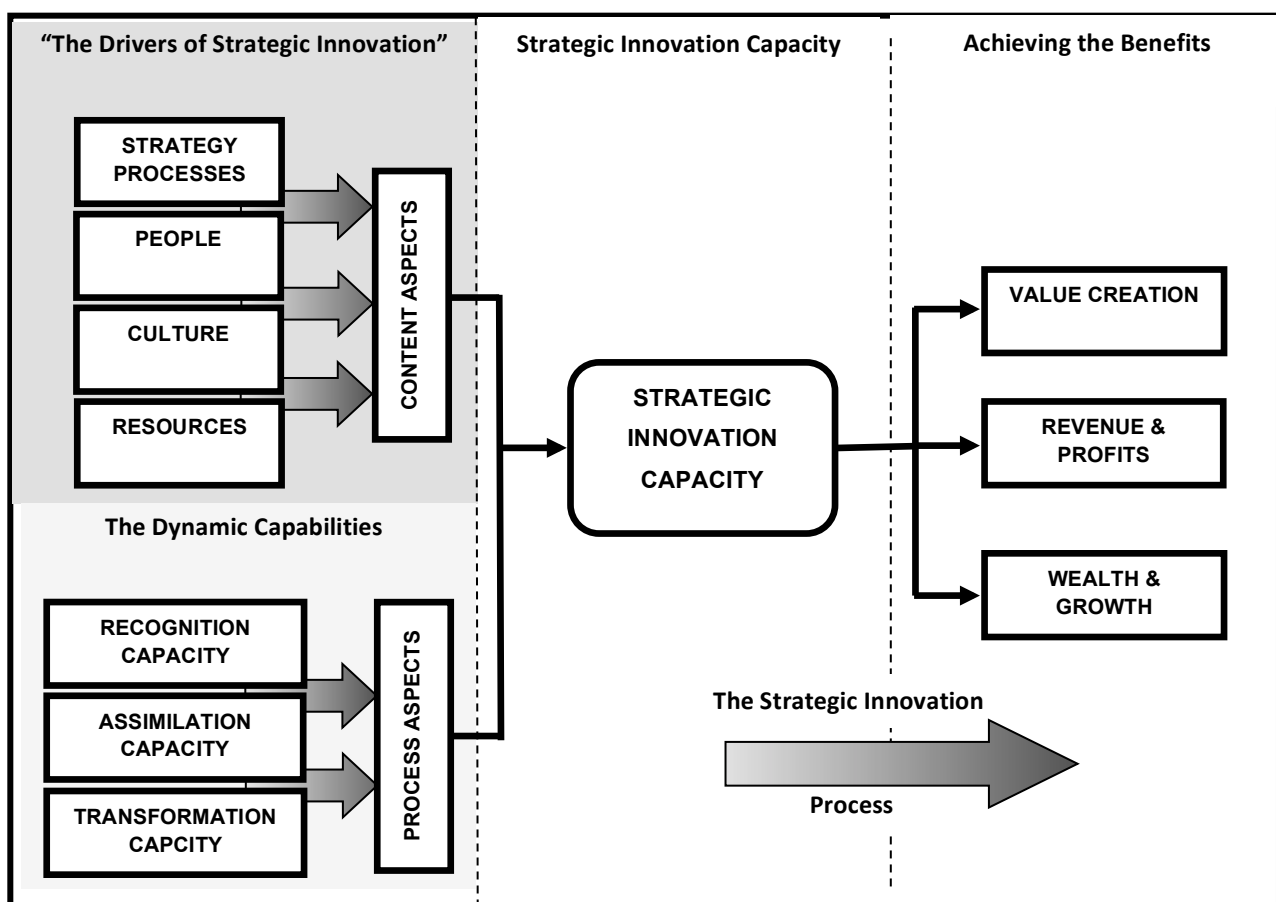 “The Drivers of Strategic Innovation”
STRATEGY
PROCESSES
PEOPLE
CULTURE
RESOURCES
CONTENT ASPECTS
The Dynamic Capabilities
RECOGNITION
CAPACITY
ASSIMILATION
CAPACITY
TRANSFORMATION
CAPCITY
PROCESS ASPECTS
Strategic Innovation Capacity
STRATEGIC
INNOVATION
CAPACITY
Achieving the Benefits
VALUE CREATION
REVENUE &
PROFITS
WEALTH &
GROWTH
The Strategic Innovation
Process